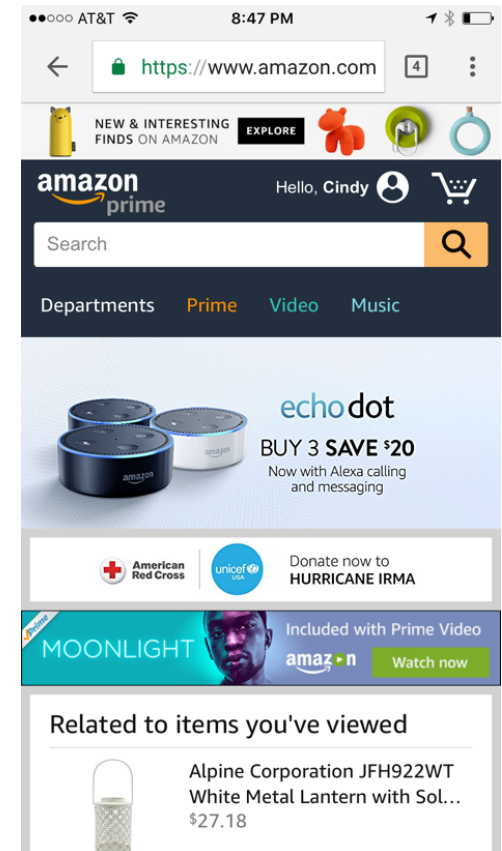 AT&T 8:47 PM
https://www.amazon.com 4
NEW & INTERESTING
FINDS ON AMAZON EXPLORE
amazon
prime
Hello, Cindy
Search
Departments Prime Video Music
amazon
amazon
echo dot
BUY 3 SAVE $20
Now with Alexa calling
and messaging
American
Red Cross
unicef
USA
Donate now to
HURRICANE IRMA
Prime
MOONLIGHT
Included with Prime Video
amazon
Watch now
Related to items you've viewed
Alpine Corporation JFH922WT
White Metal Lantern with Sol...
$27.18